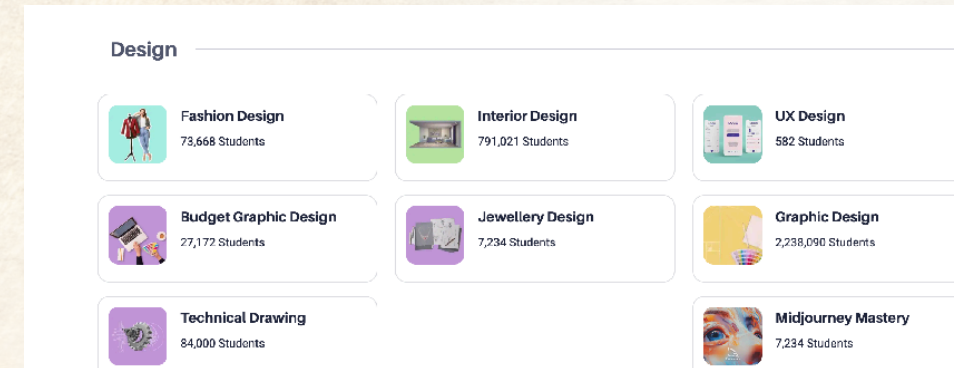 Design
Fashion Design
73,668 Students
Interior Design
791,021 Students
UX Design
582 Students
Budget Graphic Design
27,172 Students
Jewellery Design
7,234 Students
Graphic Design
2,238,090 Students
Technical Drawing
84,000 Students
Midjourney Mastery
7,234 Students